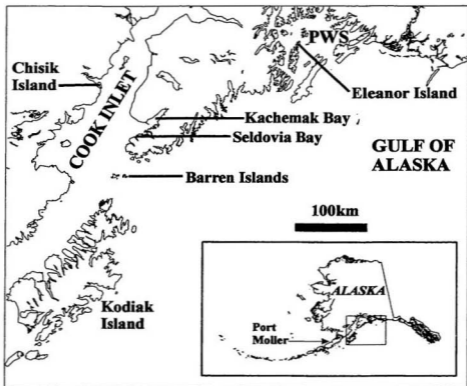 PWS
Chisik
Island
Eleanor Island
COOK INLET
Kachemak Bay
Seldovia Bay
GULF OF
ALASKA
Barren Islands
100km
Kodiak
Island
ALASKA
Port
Moller